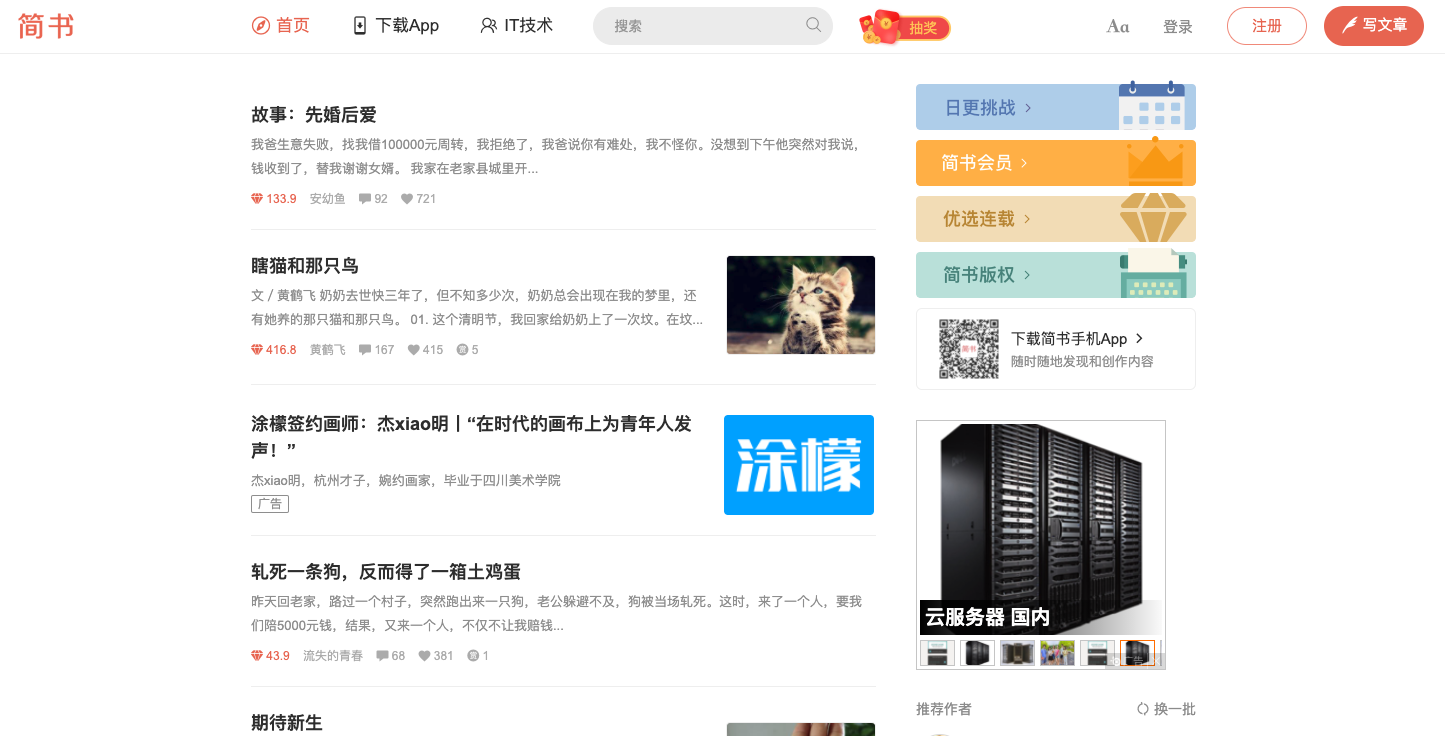 简书
首页
下载App
IT技术
搜索
抽奖
Aa
登录
注册
写文章
故事：先婚后爱
我爸生意失败，找我借100000元周转，我拒绝了，我爸说你有难处，我不怪你。没想到下午他突然对我说，
钱收到了，替我谢谢女婿。 我家在老家县城里开...
133.9 安幼鱼 92 721
瞎猫和那只鸟
文 / 黄鹤飞 奶奶去世快三年了，但不知多少次，奶奶总会出现在我的梦里，还
有她养的那只猫和那只鸟。 01. 这个清明节，我回家给奶奶上了一次坟。在坟...
416.8 黄鹤飞 167 415 赏 5
涂檬签约画师：杰xiao明丨“在时代的画布上为青年人发
声！”
杰xiao明，杭州才子，婉约画家，毕业于四川美术学院
广告
涂檬
轧死一条狗，反而得了一箱土鸡蛋
昨天回老家，路过一个村子，突然跑出来一只狗，老公躲避不及，狗被当场轧死。这时，来了一个人，要我
们陪5000元钱，结果，又来一个人，不仅不让我赔钱...
43.9 流失的青春 68 381 赏 1
期待新生
日更挑战
简书会员
优选连载
简书版权
简书
下载简书手机App
随时随地发现和创作内容
云服务器 国内
广告
推荐作者
换一批